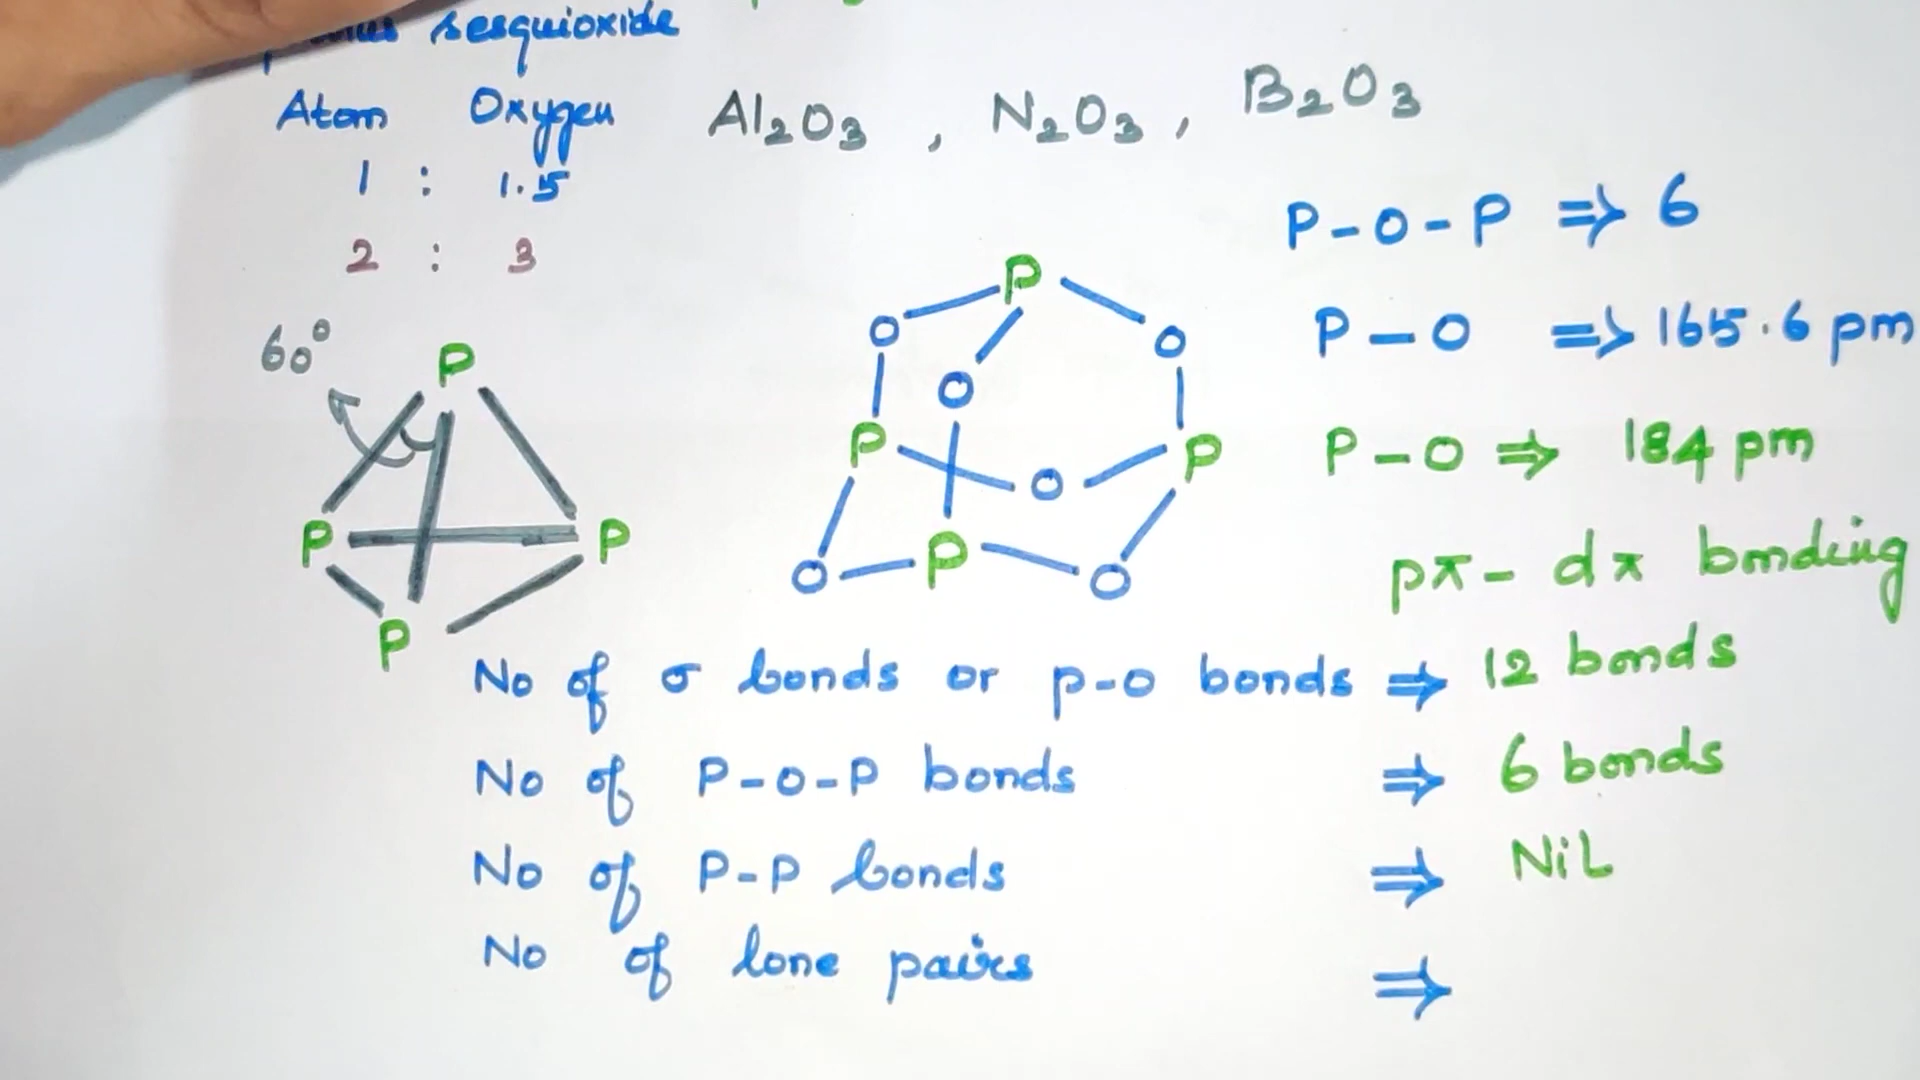 sesquioxide
Atom Oxygen Al2O3 , N2O3 , B2O3
1 : 1.5
2 : 3
P-O-P ⇒ 6
P-O ⇒ 165.6 pm
P-O ⇒ 184 pm
pπ- dπ bonding
60°
P
P P
P
P
O O
O
P P
O
O P O
No of σ bonds or p-o bonds ⇒ 12 bonds
No of P-O-P bonds ⇒ 6 bonds
No of P-P bonds ⇒ NiL
No of lone pairs ⇒